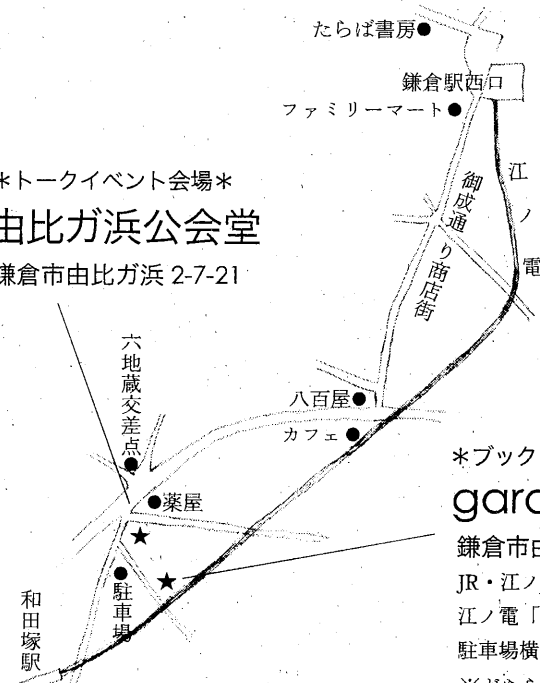 たらば書房●
鎌倉駅西口
ファミリーマート●
江ノ電
御成通り商店街
＊トークイベント会場＊
由比ガ浜公会堂
鎌倉市由比ガ浜 2-7-21
六地蔵交差点
八百屋●
カフェ●
●薬屋
★
★
●
駐車場
和田塚駅
＊ブック
gard
鎌倉市由
JR・江ノ
江ノ電「
駐車場横